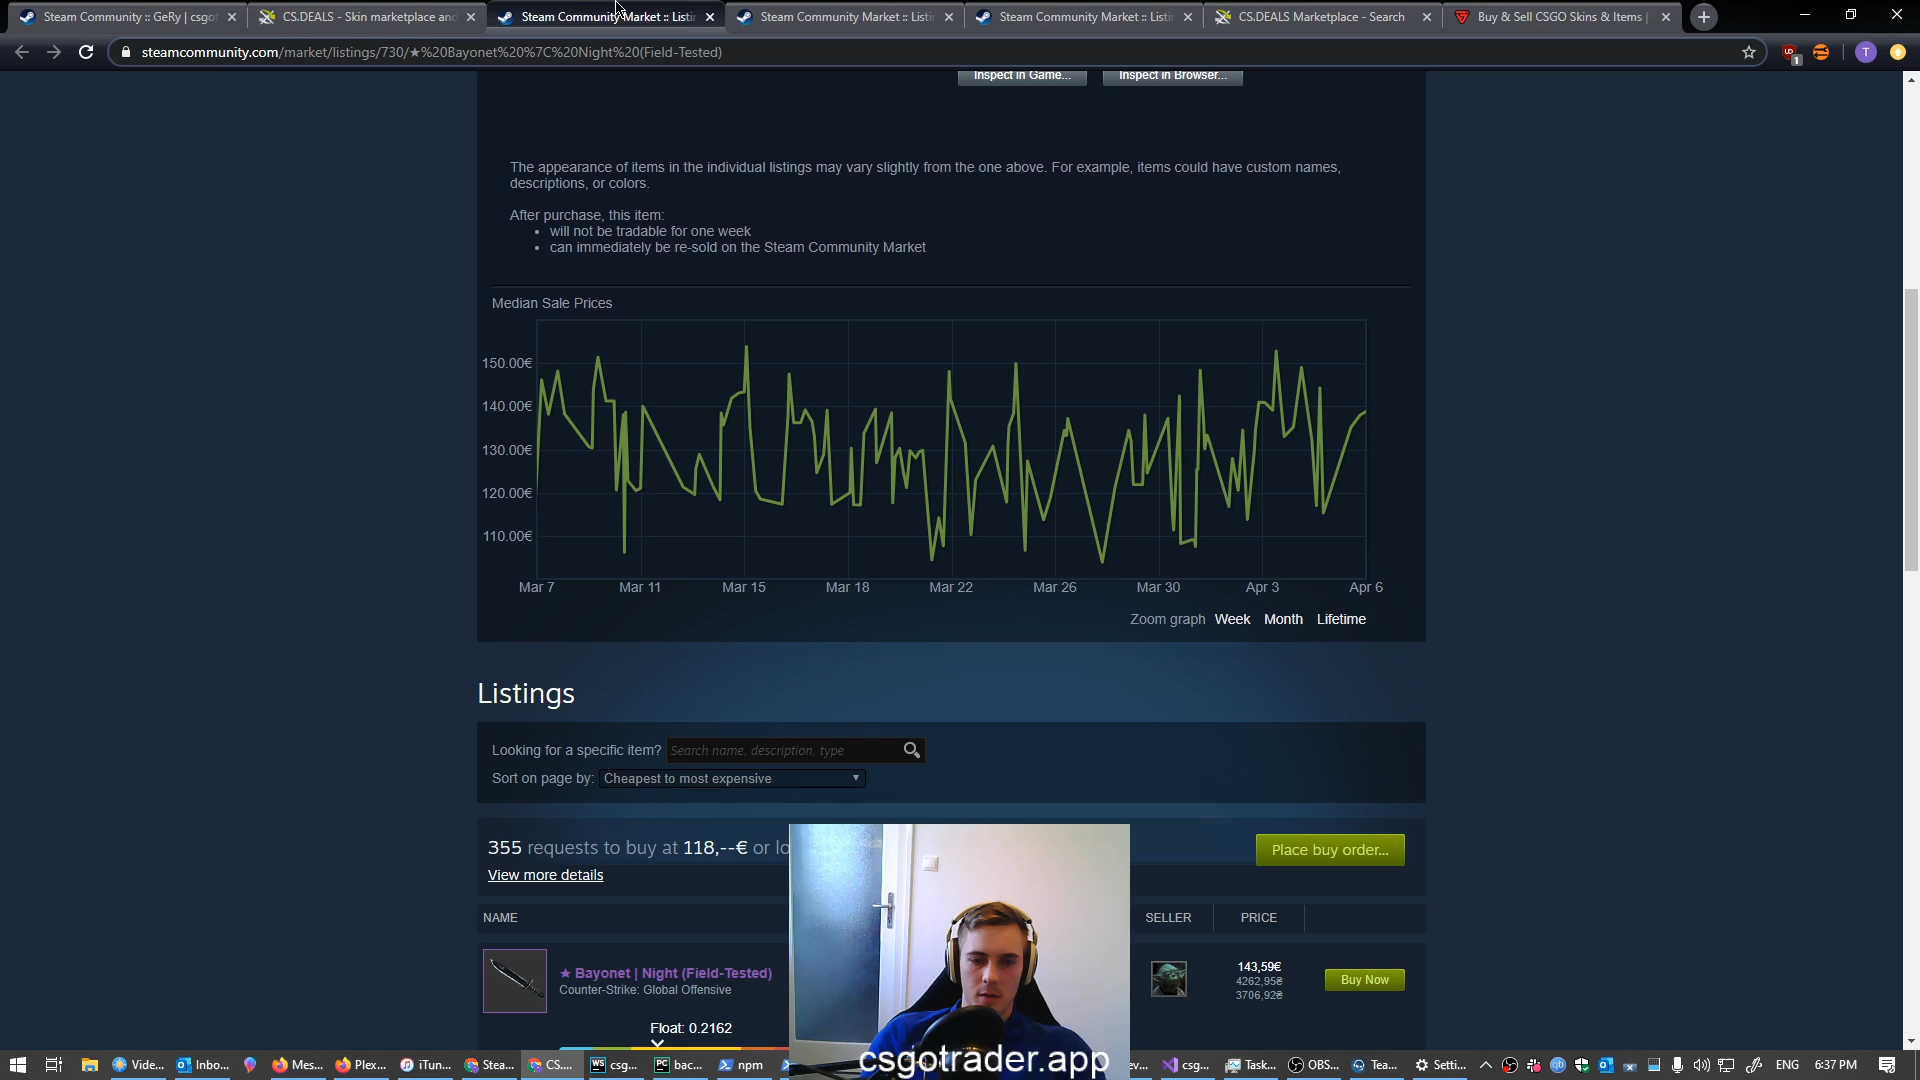 Steam Community :: GeRy | csgot
CS.DEALS - Skin marketplace and
Steam Community Market :: Listin
Steam Community Market :: Listin
Steam Community Market :: Listin
CS.DEALS Marketplace - Search
Buy & Sell CSGO Skins & Items |
steamcommunity.com/market/listings/730/★%20Bayonet%20%7C%20Night%20(Field-Tested)
T
Inspect in Game...
Inspect in Browser...
The appearance of items in the individual listings may vary slightly from the one above. For example, items could have custom names,
descriptions, or colors.
After purchase, this item:
• will not be tradable for one week
• can immediately be re-sold on the Steam Community Market
Median Sale Prices
150.00€
140.00€
130.00€
120.00€
110.00€
Mar 7 Mar 11 Mar 15 Mar 18 Mar 22 Mar 26 Mar 30 Apr 3 Apr 6
Zoom graph Week Month Lifetime
Listings
Looking for a specific item? Search name, description, type
Sort on page by: Cheapest to most expensive
355 requests to buy at 118,--€ or lo
Place buy order...
View more details
NAME SELLER PRICE
★ Bayonet | Night (Field-Tested)
Counter-Strike: Global Offensive
143,59€
4262,95₴
3706,92₴
Buy Now
Float: 0.2162
csgotrader.app
Vide... Inbo... Mes... Plex... iTun... Stea... CS.... csg... bac... npm ev... csg... Task... OBS... Tea... Setti... ENG 6:37 PM